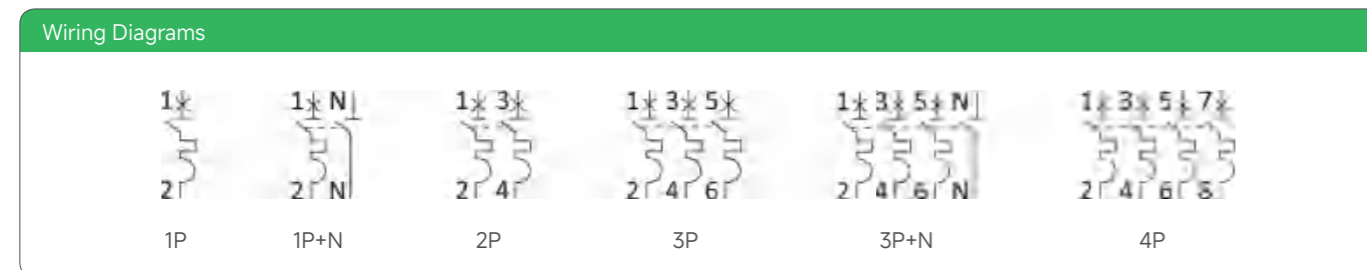 Wiring Diagrams
1 1 N 1 3 1 3 5 1 3 5 N 1 3 5 7
2 2 N 2 4 2 4 6 2 4 6 N 2 4 6 8
1P 1P+N 2P 3P 3P+N 4P